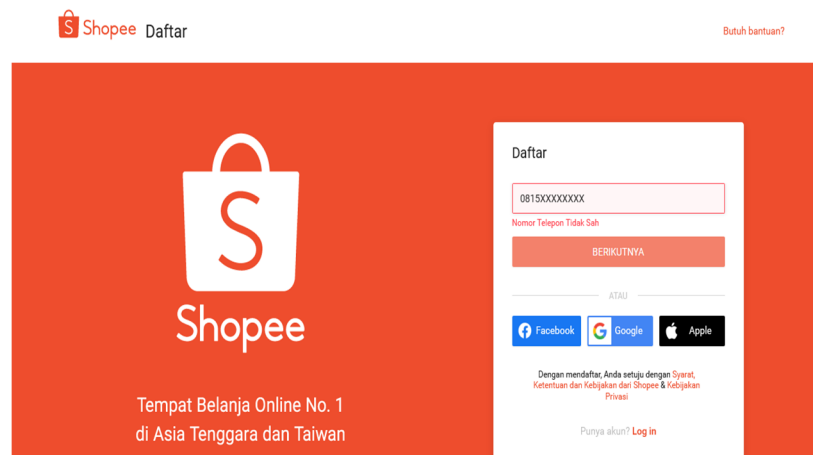 Shopee Daftar
Butuh bantuan?
Shopee
Tempat Belanja Online No. 1
di Asia Tenggara dan Taiwan
Daftar
0815XXXXXXXX
Nomor Telepon Tidak Sah
BERIKUTNYA
ATAU
Facebook
Google
Apple
Dengan mendaftar, Anda setuju dengan Syarat,
Ketentuan dan Kebijakan dari Shopee & Kebijakan
Privasi
Punya akun? Log in